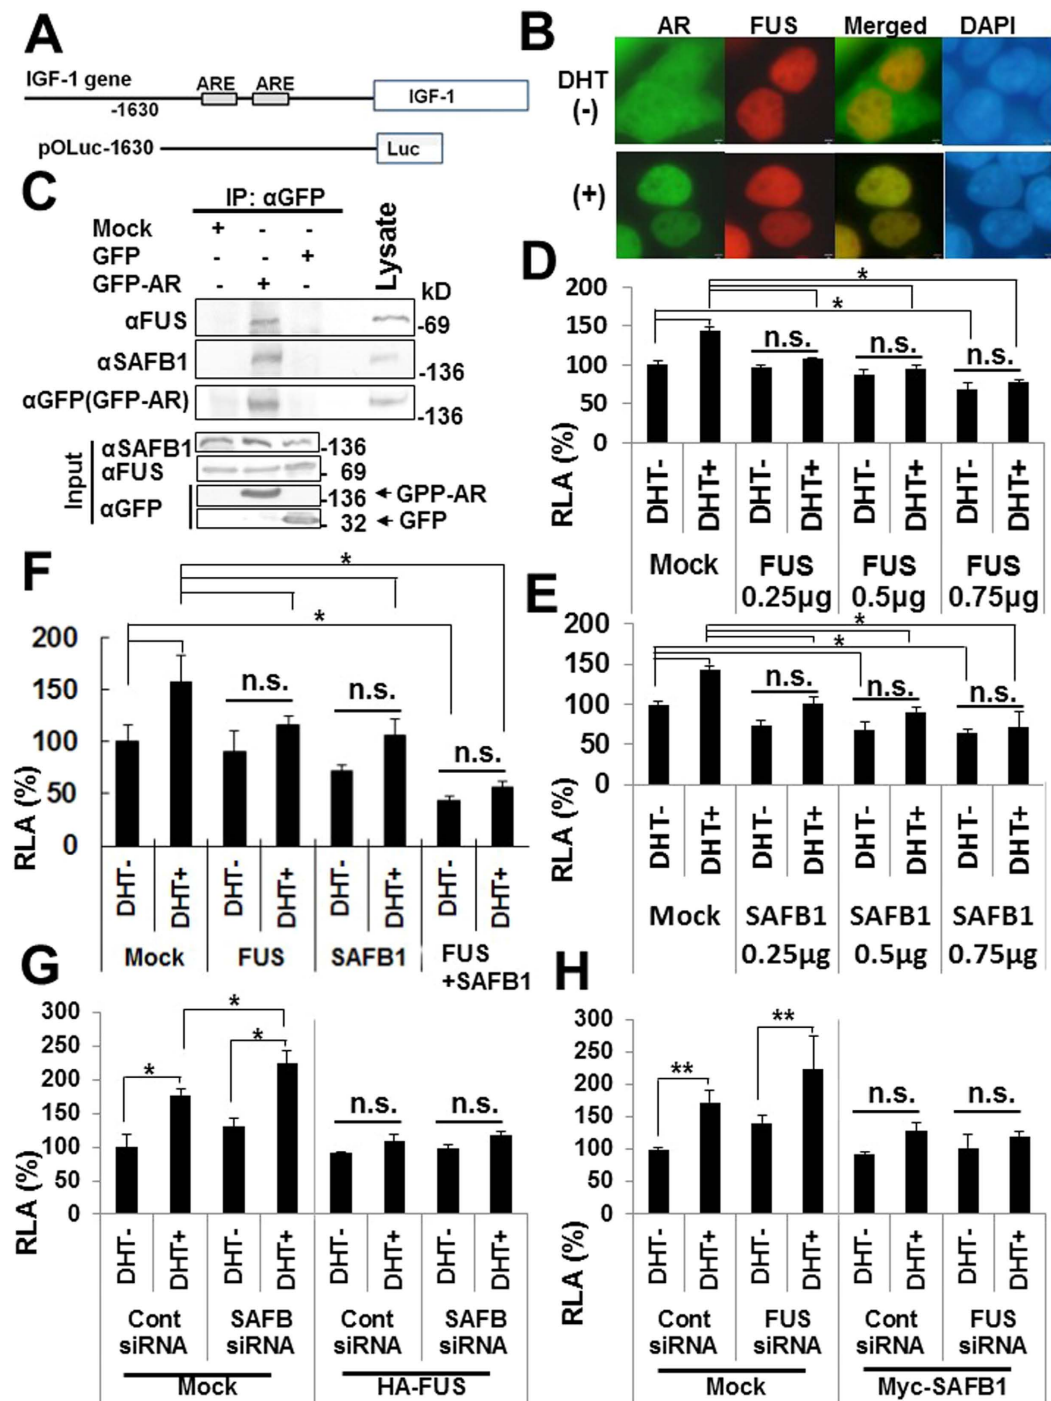 A
IGF-1 gene
ARE
ARE
-1630
IGF-1
pOLuc-1630
Luc
B
AR FUS Merged DAPI
DHT
(-)
(+)
C
IP: αGFP
Mock + - -
GFP - - +
GFP-AR - + -
Lysate
kD
αFUS -69
αSAFB1 -136
αGFP(GFP-AR) -136
Input
αSAFB1 -136
αFUS - 69
αGFP
-136 GPP-AR
- 32 GFP
D
RLA (%)
200
150
100
50
0
*
*
n.s. n.s. n.s.
DHT- DHT+ DHT- DHT+ DHT- DHT+ DHT- DHT+
Mock FUS FUS FUS
0.25µg 0.5µg 0.75µg
E
RLA (%)
200
150
100
50
0
*
*
n.s. n.s. n.s.
DHT- DHT+ DHT- DHT+ DHT- DHT+ DHT- DHT+
Mock SAFB1 SAFB1 SAFB1
0.25µg 0.5µg 0.75µg
F
RLA (%)
200
150
100
50
0
*
*
n.s. n.s. n.s.
DHT- DHT+ DHT- DHT+ DHT- DHT+ DHT- DHT+
Mock FUS SAFB1 FUS
+SAFB1
G
RLA (%)
300
250
200
150
100
50
0
*
* *
n.s. n.s.
DHT- DHT+ DHT- DHT+ DHT- DHT+ DHT- DHT+
Cont SAFB Cont SAFB
siRNA siRNA siRNA siRNA
Mock HA-FUS
H
RLA (%)
300
250
200
150
100
50
0
** **
n.s. n.s.
DHT- DHT+ DHT- DHT+ DHT- DHT+ DHT- DHT+
Cont FUS Cont FUS
siRNA siRNA siRNA siRNA
Mock Myc-SAFB1